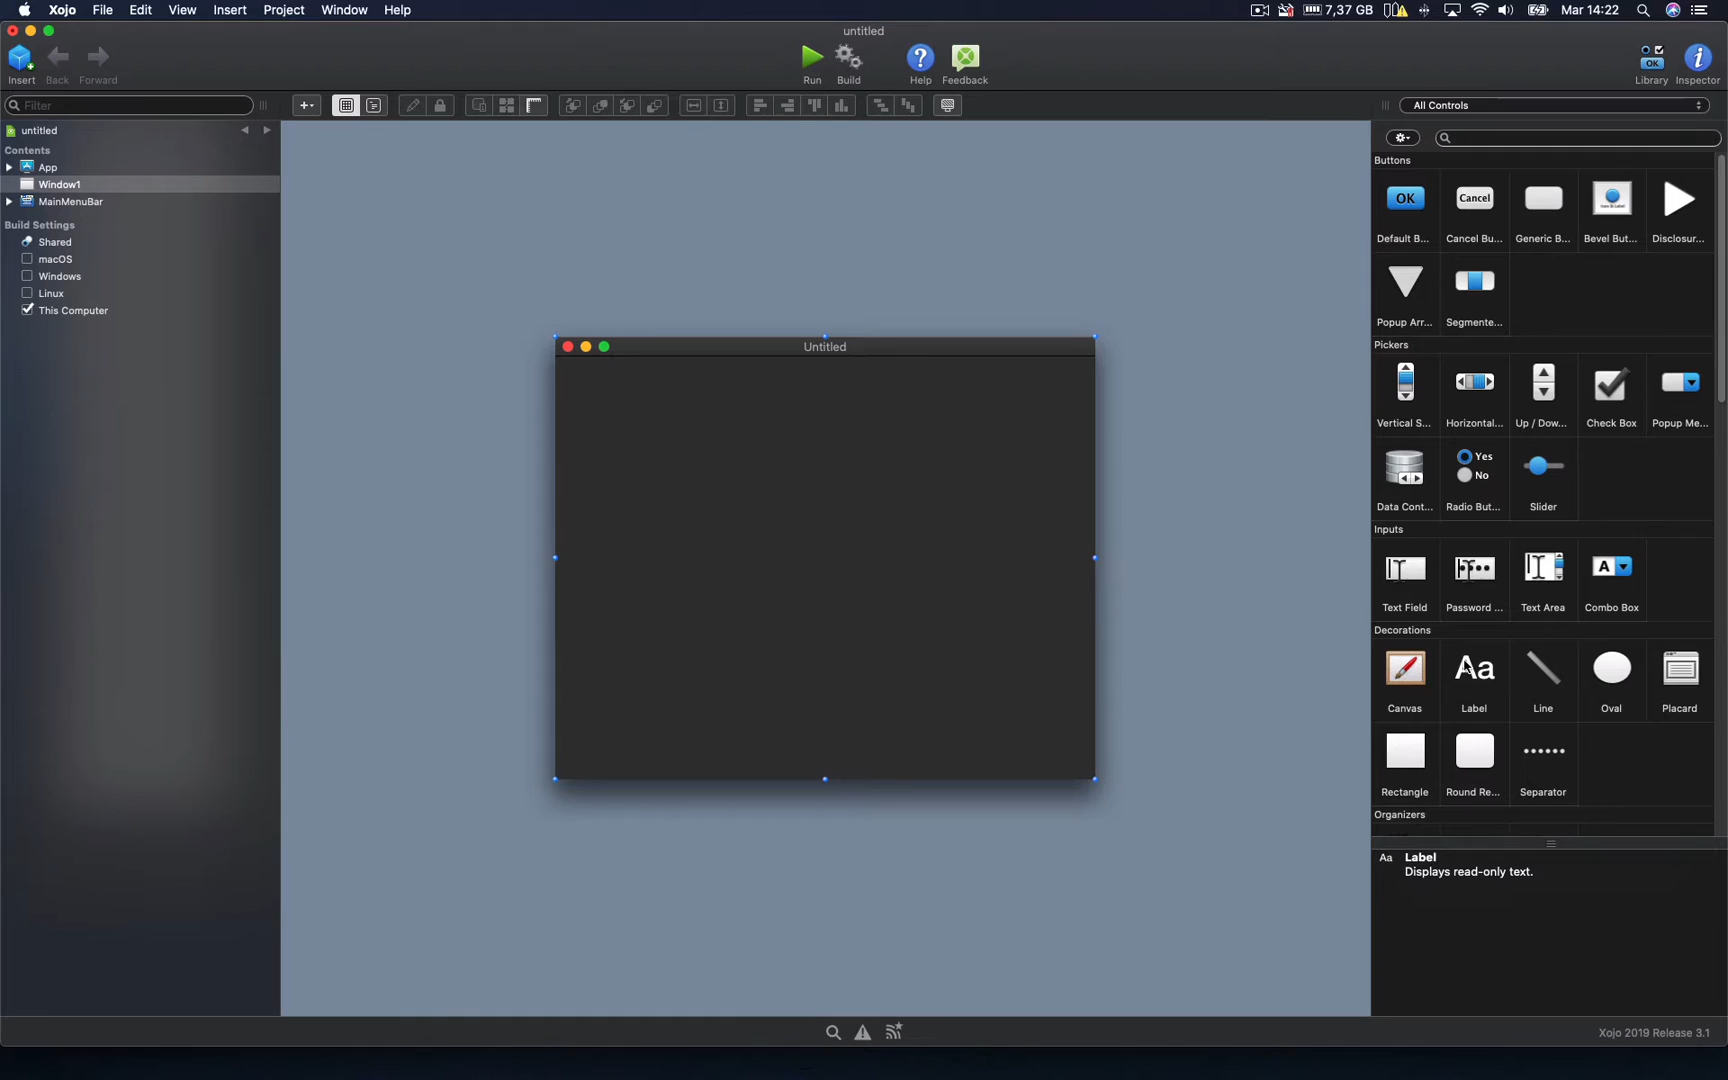 Xojo File Edit View Insert Project Window Help 7,37 GB Mar 14:22
untitled
Insert Back Forward Run Build Help Feedback Library Inspector
Filter
All Controls
untitled
Contents
App
Window1
MainMenuBar
Build Settings
Shared
macOS
Windows
Linux
This Computer
Untitled
Buttons
OK Cancel
Default B... Cancel Bu... Generic B... Bevel But... Disclosur...
Popup Arr... Segmente...
Pickers
Vertical S... Horizontal... Up / Dow... Check Box Popup Me...
Yes
No
Data Cont... Radio But... Slider
Inputs
A
Text Field Password ... Text Area Combo Box
Decorations
Aa
Canvas Label Line Oval Placard
Rectangle Round Re... Separator
Organizers
Aa Label
Displays read-only text.
Xojo 2019 Release 3.1